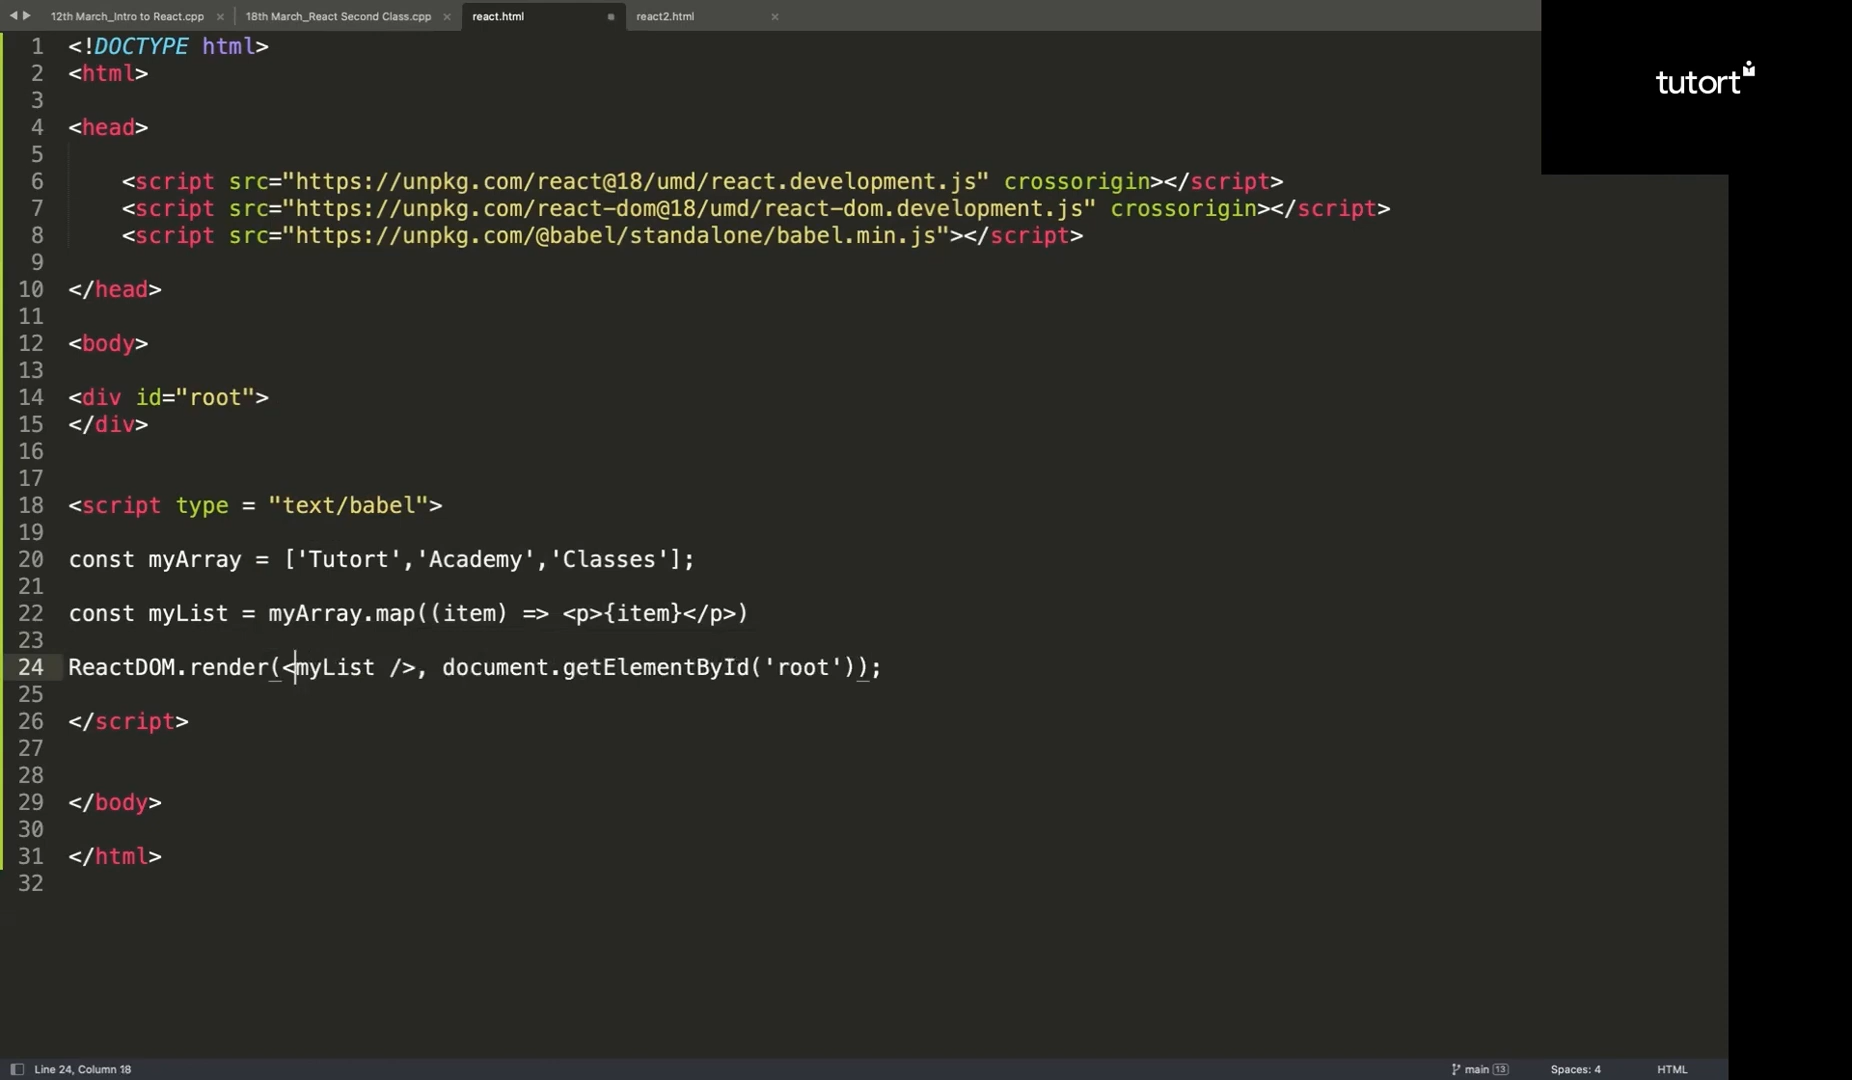 12th March_Intro to React.cpp × 18th March_React Second Class.cpp × react.html react2.html ×
tutort
1 <!DOCTYPE html>
2 <html>
3
4 <head>
5
6 <script src="https://unpkg.com/react@18/umd/react.development.js" crossorigin></script>
7 <script src="https://unpkg.com/react-dom@18/umd/react-dom.development.js" crossorigin></script>
8 <script src="https://unpkg.com/@babel/standalone/babel.min.js"></script>
9
10 </head>
11
12 <body>
13
14 <div id="root">
15 </div>
16
17
18 <script type = "text/babel">
19
20 const myArray = ['Tutort','Academy','Classes'];
21
22 const myList = myArray.map((item) => <p>{item}</p>)
23
24 ReactDOM.render(<myList />, document.getElementById('root'));
25
26 </script>
27
28
29 </body>
30
31 </html>
32
Line 24, Column 18 main 13 Spaces: 4 HTML